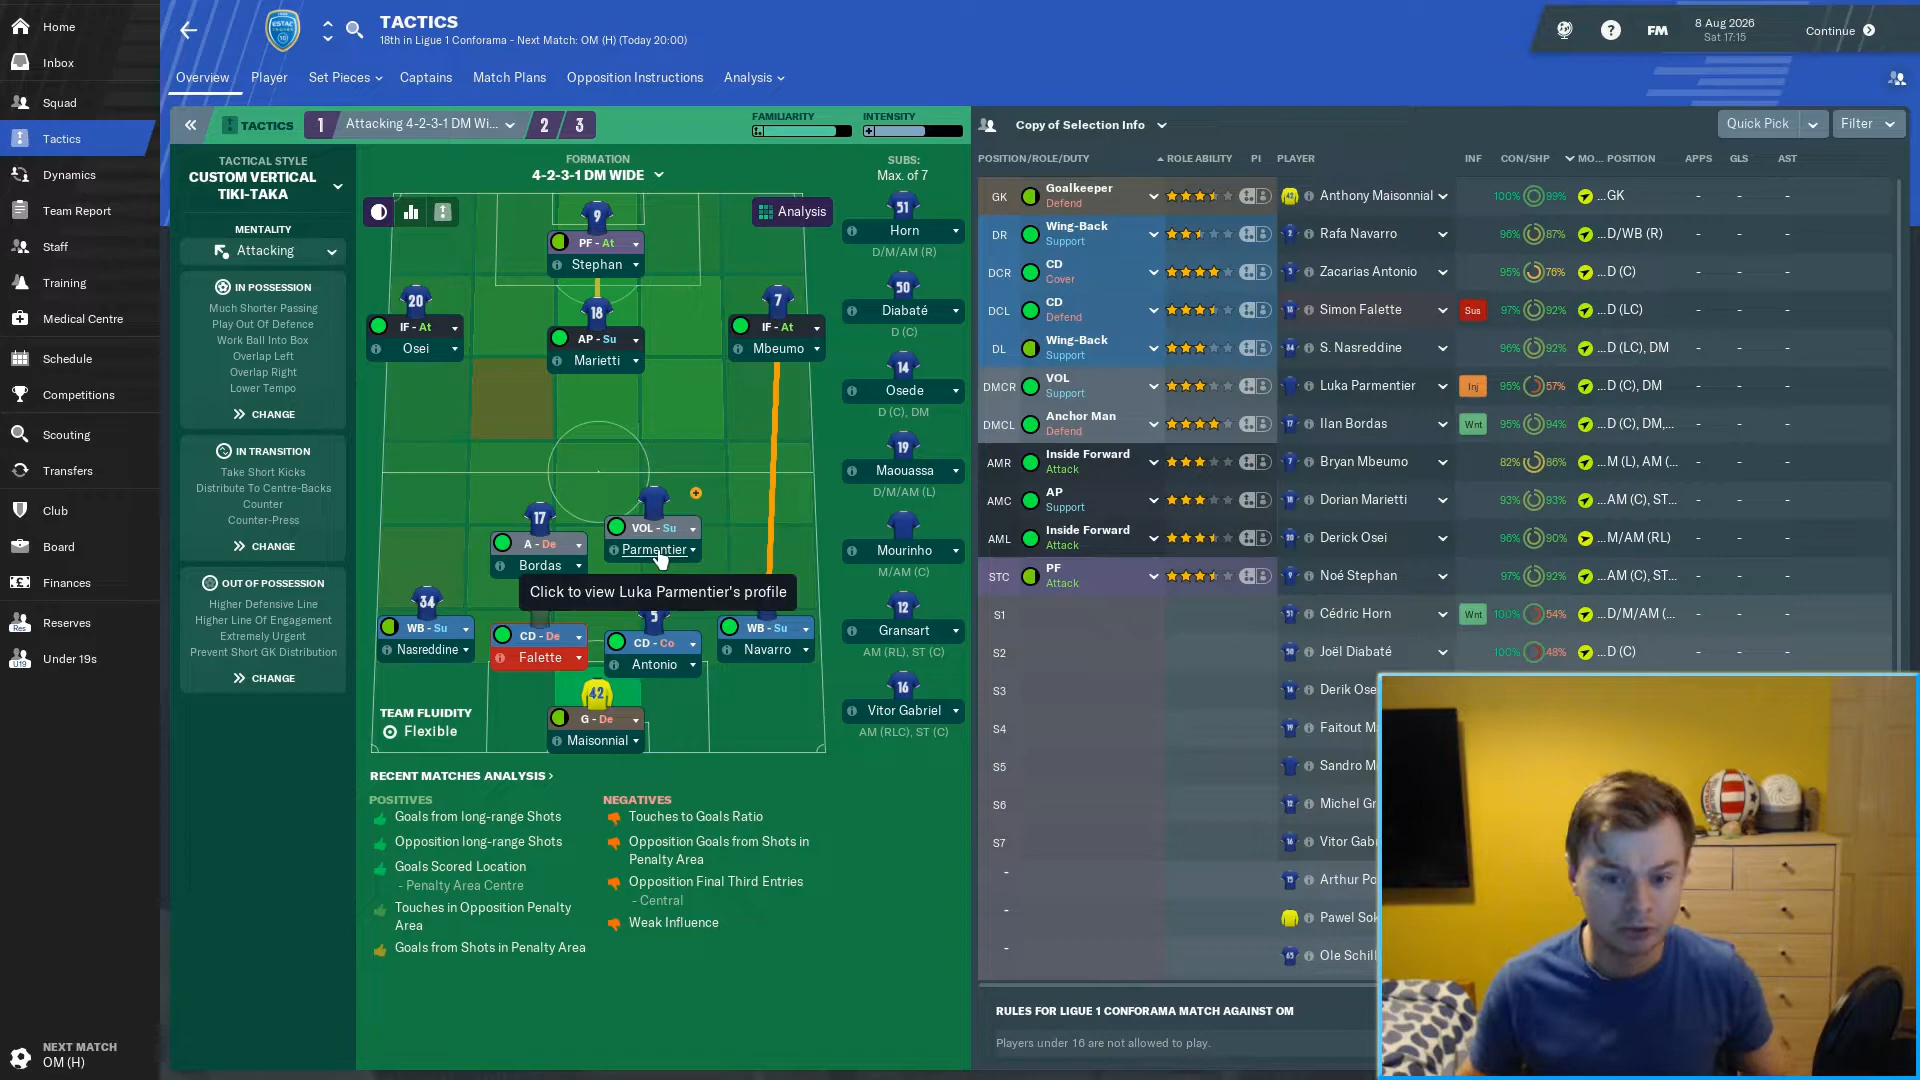 Home
Inbox
Squad
Tactics
Dynamics
Team Report
Staff
Training
Medical Centre
Schedule
Competitions
Scouting
Transfers
Club
Board
Finances
Res
Reserves
U19
Under 19s
NEXT MATCH
OM (H)
ESTAC
TACTICS
18th in Ligue 1 Conforama - Next Match: OM (H) (Today 20:00)
FM
8 Aug 2026
Sat 17:15
Continue
Overview
Player
Set Pieces
Captains
Match Plans
Opposition Instructions
Analysis
TACTICS
1
Attacking 4-2-3-1 DM Wi...
2
3
FAMILIARITY
INTENSITY
TACTICAL STYLE
CUSTOM VERTICAL
TIKI-TAKA
MENTALITY
Attacking
IN POSSESSION
Much Shorter Passing
Play Out Of Defence
Work Ball Into Box
Overlap Left
Overlap Right
Lower Tempo
CHANGE
IN TRANSITION
Take Short Kicks
Distribute To Centre-Backs
Counter
Counter-Press
CHANGE
OUT OF POSSESSION
Higher Defensive Line
Higher Line Of Engagement
Extremely Urgent
Prevent Short GK Distribution
CHANGE
FORMATION
4-2-3-1 DM WIDE
Analysis
9
PF - At
Stephan
20
IF - At
Osei
18
AP - Su
Marietti
7
IF - At
Mbeumo
17
A - De
Bordas
VOL - Su
Parmentier
Click to view Luka Parmentier's profile
34
WB - Su
Nasreddine
CD - De
Falette
5
CD - Co
Antonio
WB - Su
Navarro
42
G - De
Maisonnial
TEAM FLUIDITY
Flexible
SUBS:
Max. of 7
51
Horn
D/M/AM (R)
50
Diabaté
D (C)
14
Osede
D (C), DM
19
Maouassa
D/M/AM (L)
Mourinho
M/AM (C)
12
Gransart
AM (RL), ST (C)
16
Vitor Gabriel
AM (RLC), ST (C)
RECENT MATCHES ANALYSIS
POSITIVES
Goals from long-range Shots
Opposition long-range Shots
Goals Scored Location
- Penalty Area Centre
Touches in Opposition Penalty
Area
Goals from Shots in Penalty Area
NEGATIVES
Touches to Goals Ratio
Opposition Goals from Shots in
Penalty Area
Opposition Final Third Entries
- Central
Weak Influence
Copy of Selection Info
Quick Pick
Filter
POSITION/ROLE/DUTY ROLE ABILITY PI PLAYER INF CON/SHP MO... POSITION APPS GLS AST
GK Goalkeeper Defend Anthony Maisonnial 100% 99% ...GK - - -
DR Wing-Back Support Rafa Navarro 96% 87% ...D/WB (R) - - -
DCR CD Cover Zacarias Antonio 95% 76% ...D (C) - - -
DCL CD Defend Simon Falette Sus 97% 92% ...D (LC) - - -
DL Wing-Back Support S. Nasreddine 96% 92% ...D (LC), DM - - -
DMCR VOL Support Luka Parmentier Inj 95% 57% ...D (C), DM - - -
DMCL Anchor Man Defend Ilan Bordas Wnt 95% 94% ...D (C), DM,... - - -
AMR Inside Forward Attack Bryan Mbeumo 82% 86% ...M (L), AM (... - - -
AMC AP Support Dorian Marietti 93% 93% ...AM (C), ST... - - -
AML Inside Forward Attack Derick Osei 96% 90% ...M/AM (RL) - - -
STC PF Attack Noé Stephan 97% 92% ...AM (C), ST... - - -
S1 Cédric Horn Wnt 100% 54% ...D/M/AM (... - - -
S2 Joël Diabaté 100% 48% ...D (C) - - -
S3 Derik Ose
S4 Faitout M
S5 Sandro M
S6 Michel Gr
S7 Vitor Gab
- Arthur Po
- Pawel Sok
- Ole Schil
RULES FOR LIGUE 1 CONFORAMA MATCH AGAINST OM
Players under 16 are not allowed to play.